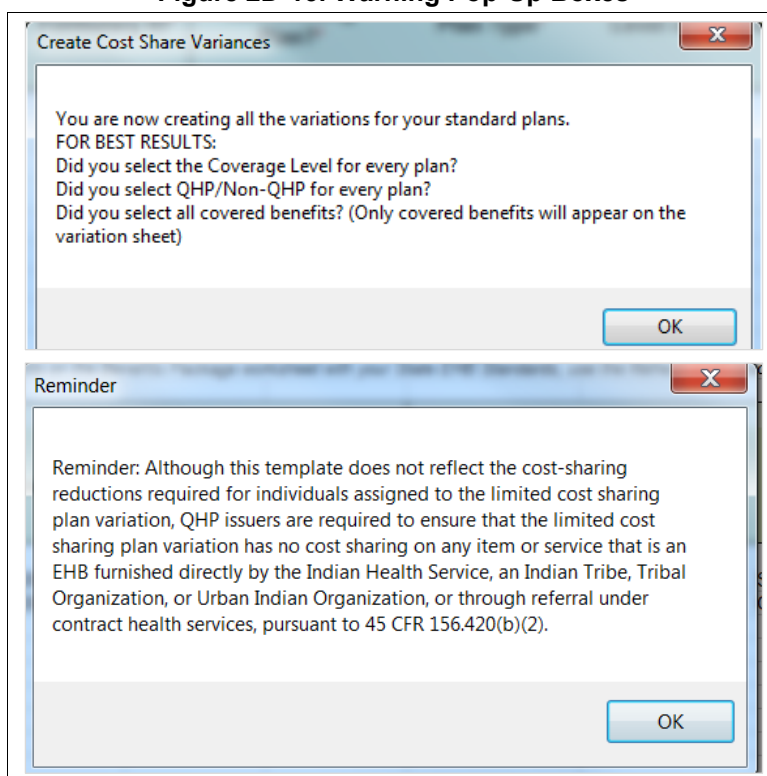 Create Cost Share Variances
You are now creating all the variations for your standard plans.
FOR BEST RESULTS:
Did you select the Coverage Level for every plan?
Did you select QHP/Non-QHP for every plan?
Did you select all covered benefits? (Only covered benefits will appear on the
variation sheet)
OK
Reminder
Reminder: Although this template does not reflect the cost-sharing
reductions required for individuals assigned to the limited cost sharing
plan variation, QHP issuers are required to ensure that the limited cost
sharing plan variation has no cost sharing on any item or service that is an
EHB furnished directly by the Indian Health Service, an Indian Tribe, Tribal
Organization, or Urban Indian Organization, or through referral under
contract health services, pursuant to 45 CFR 156.420(b)(2).
OK